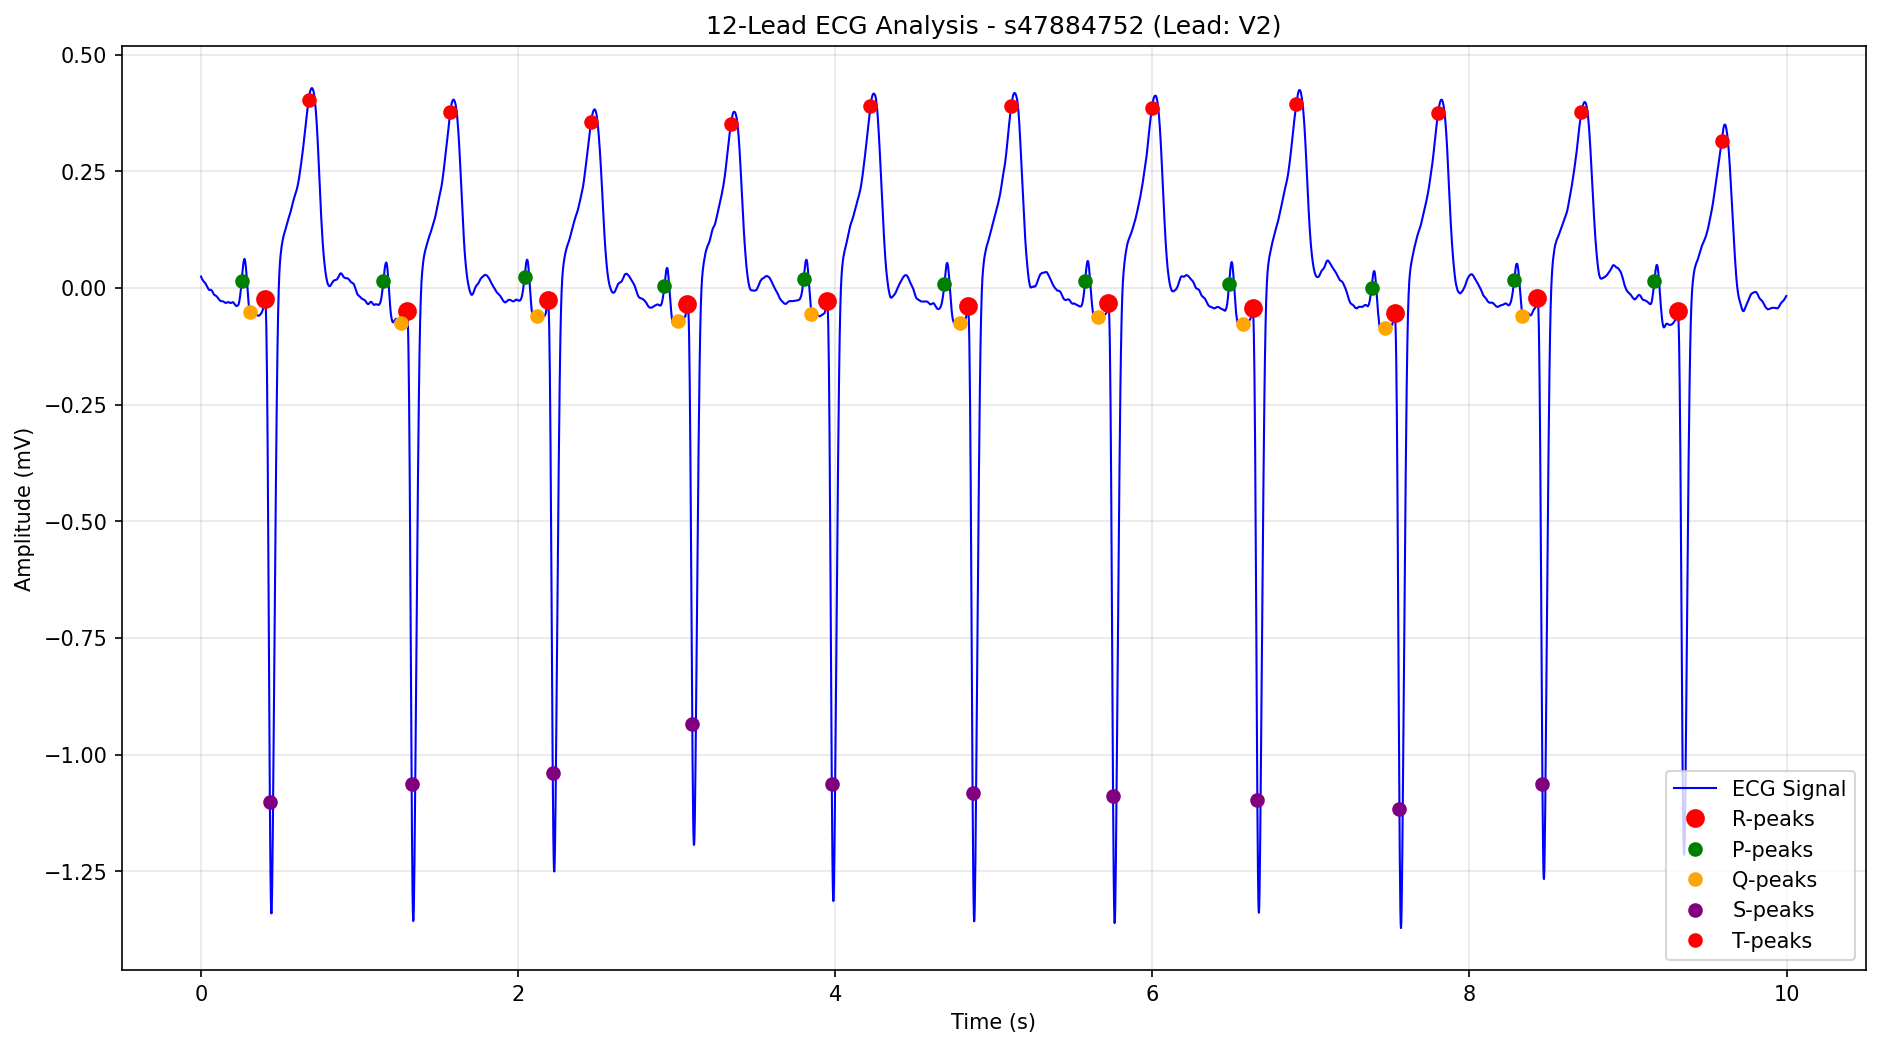 12-Lead ECG Analysis - s47884752 (Lead: V2)
Amplitude (mV)
0.50
0.25
0.00
−0.25
−0.50
−0.75
−1.00
−1.25
0 2 4 6 8 10
Time (s)
ECG Signal
R-peaks
P-peaks
Q-peaks
S-peaks
T-peaks